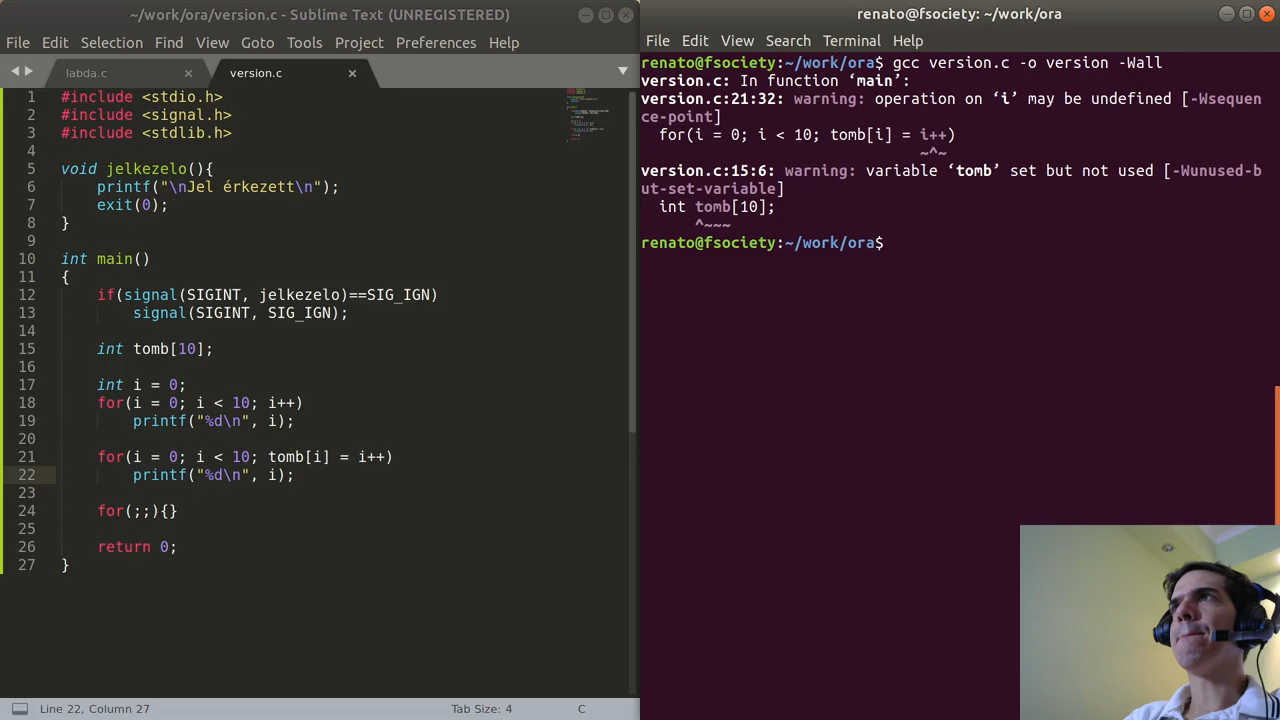 ~/work/ora/version.c - Sublime Text (UNREGISTERED)
File Edit Selection Find View Goto Tools Project Preferences Help
labda.c × version.c ×
1 #include <stdio.h>
2 #include <signal.h>
3 #include <stdlib.h>
4
5 void jelkezelo(){
6 printf("\nJel érkezett\n");
7 exit(0);
8 }
9
10 int main()
11 {
12 if(signal(SIGINT, jelkezelo)==SIG_IGN)
13 signal(SIGINT, SIG_IGN);
14
15 int tomb[10];
16
17 int i = 0;
18 for(i = 0; i < 10; i++)
19 printf("%d\n", i);
20
21 for(i = 0; i < 10; tomb[i] = i++)
22 printf("%d\n", i);
23
24 for(;;){}
25
26 return 0;
27 }
Line 22, Column 27 Tab Size: 4 C
renato@fsociety: ~/work/ora
File Edit View Search Terminal Help
renato@fsociety:~/work/ora$ gcc version.c -o version -Wall
version.c: In function ‘main’:
version.c:21:32: warning: operation on ‘i’ may be undefined [-Wsequen
ce-point]
for(i = 0; i < 10; tomb[i] = i++)
~^~
version.c:15:6: warning: variable ‘tomb’ set but not used [-Wunused-b
ut-set-variable]
int tomb[10];
^~~~
renato@fsociety:~/work/ora$